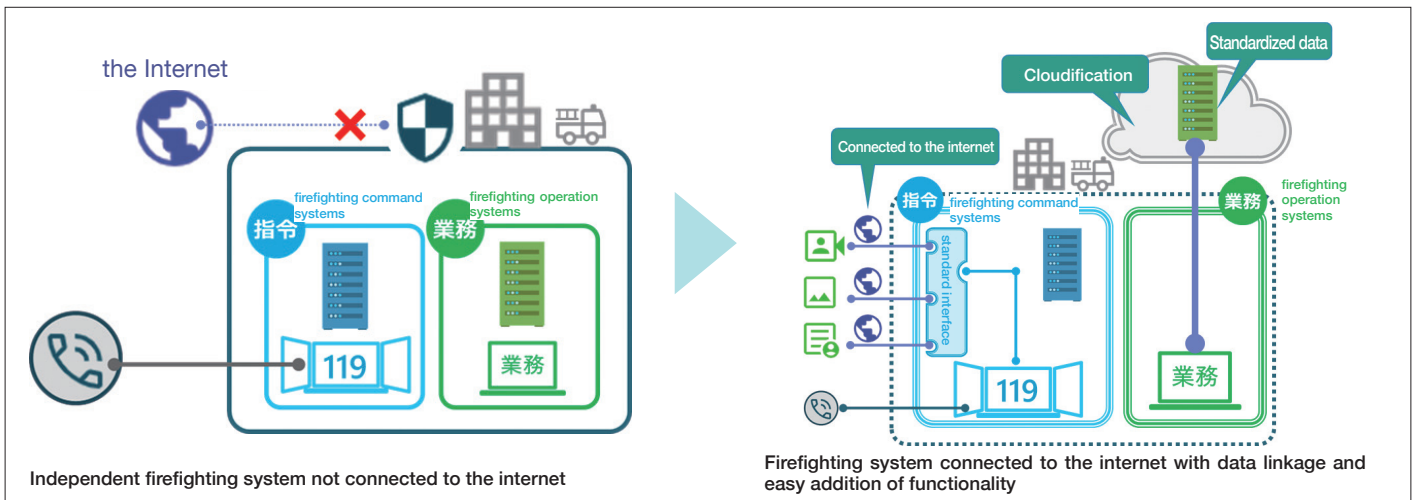 the Internet
指令
firefighting command
systems
業務
firefighting operation
systems
119
業務
Independent firefighting system not connected to the internet
Standardized data
Cloudification
Connected to the internet
指令
firefighting command
systems
業務
firefighting
operation
systems
standard interface
119
業務
Firefighting system connected to the internet with data linkage and
easy addition of functionality